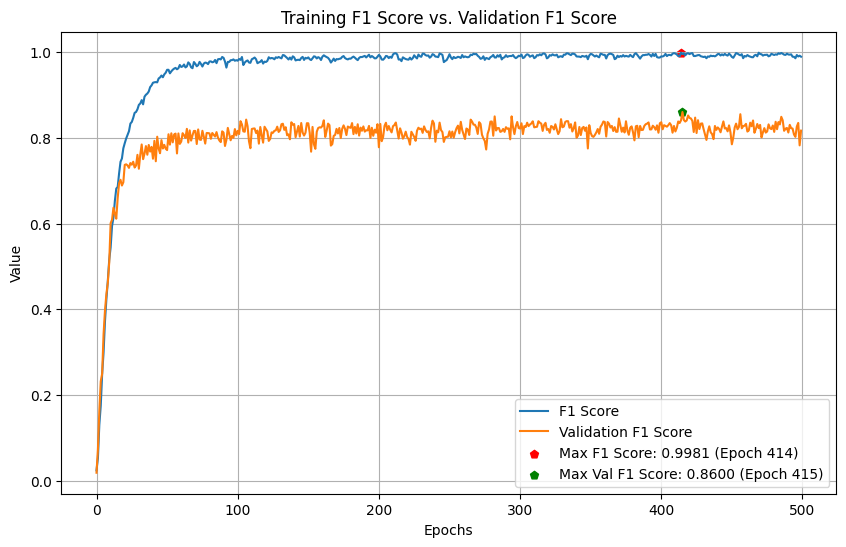 Training F1 Score vs. Validation F1 Score
1.0
0.8
0.6
0.4
0.2
0.0
Value
0
100
200
300
400
500
Epochs
F1 Score
Validation F1 Score
Max F1 Score: 0.9981 (Epoch 414)
Max Val F1 Score: 0.8600 (Epoch 415)